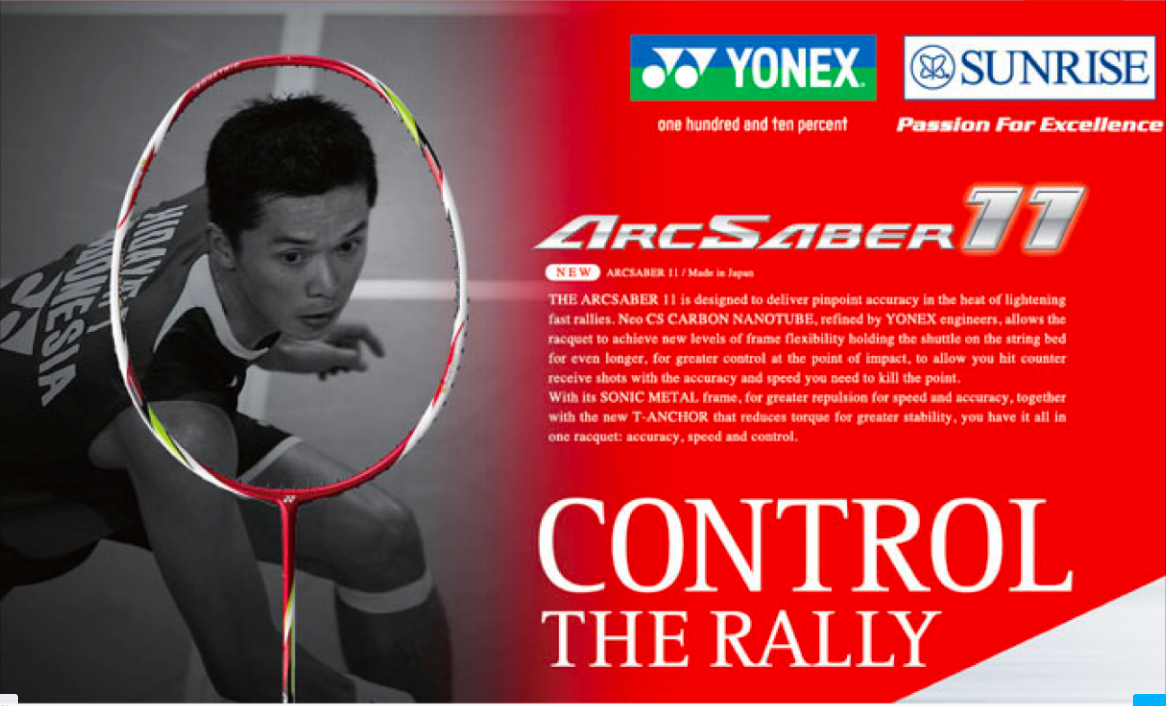 YONEX
one hundred and ten percent
SUNRISE
Passion For Excellence
HIDAYAT
INDONESIA
ARCSABER 11
NEW ARCSABER 11 / Made in Japan
THE ARCSABER 11 is designed to deliver pinpoint accuracy in the heat of lightening
fast rallies. Neo CS CARBON NANOTUBE, refined by YONEX engineers, allows the
racquet to achieve new levels of frame flexibility holding the shuttle on the string bed
for even longer, for greater control at the point of impact, to allow you hit counter
receive shots with the accuracy and speed you need to kill the point.
With its SONIC METAL frame, for greater repulsion for speed and accuracy, together
with the new T-ANCHOR that reduces torque for greater stability, you have it all in
one racquet: accuracy, speed and control.
CONTROL
THE RALLY